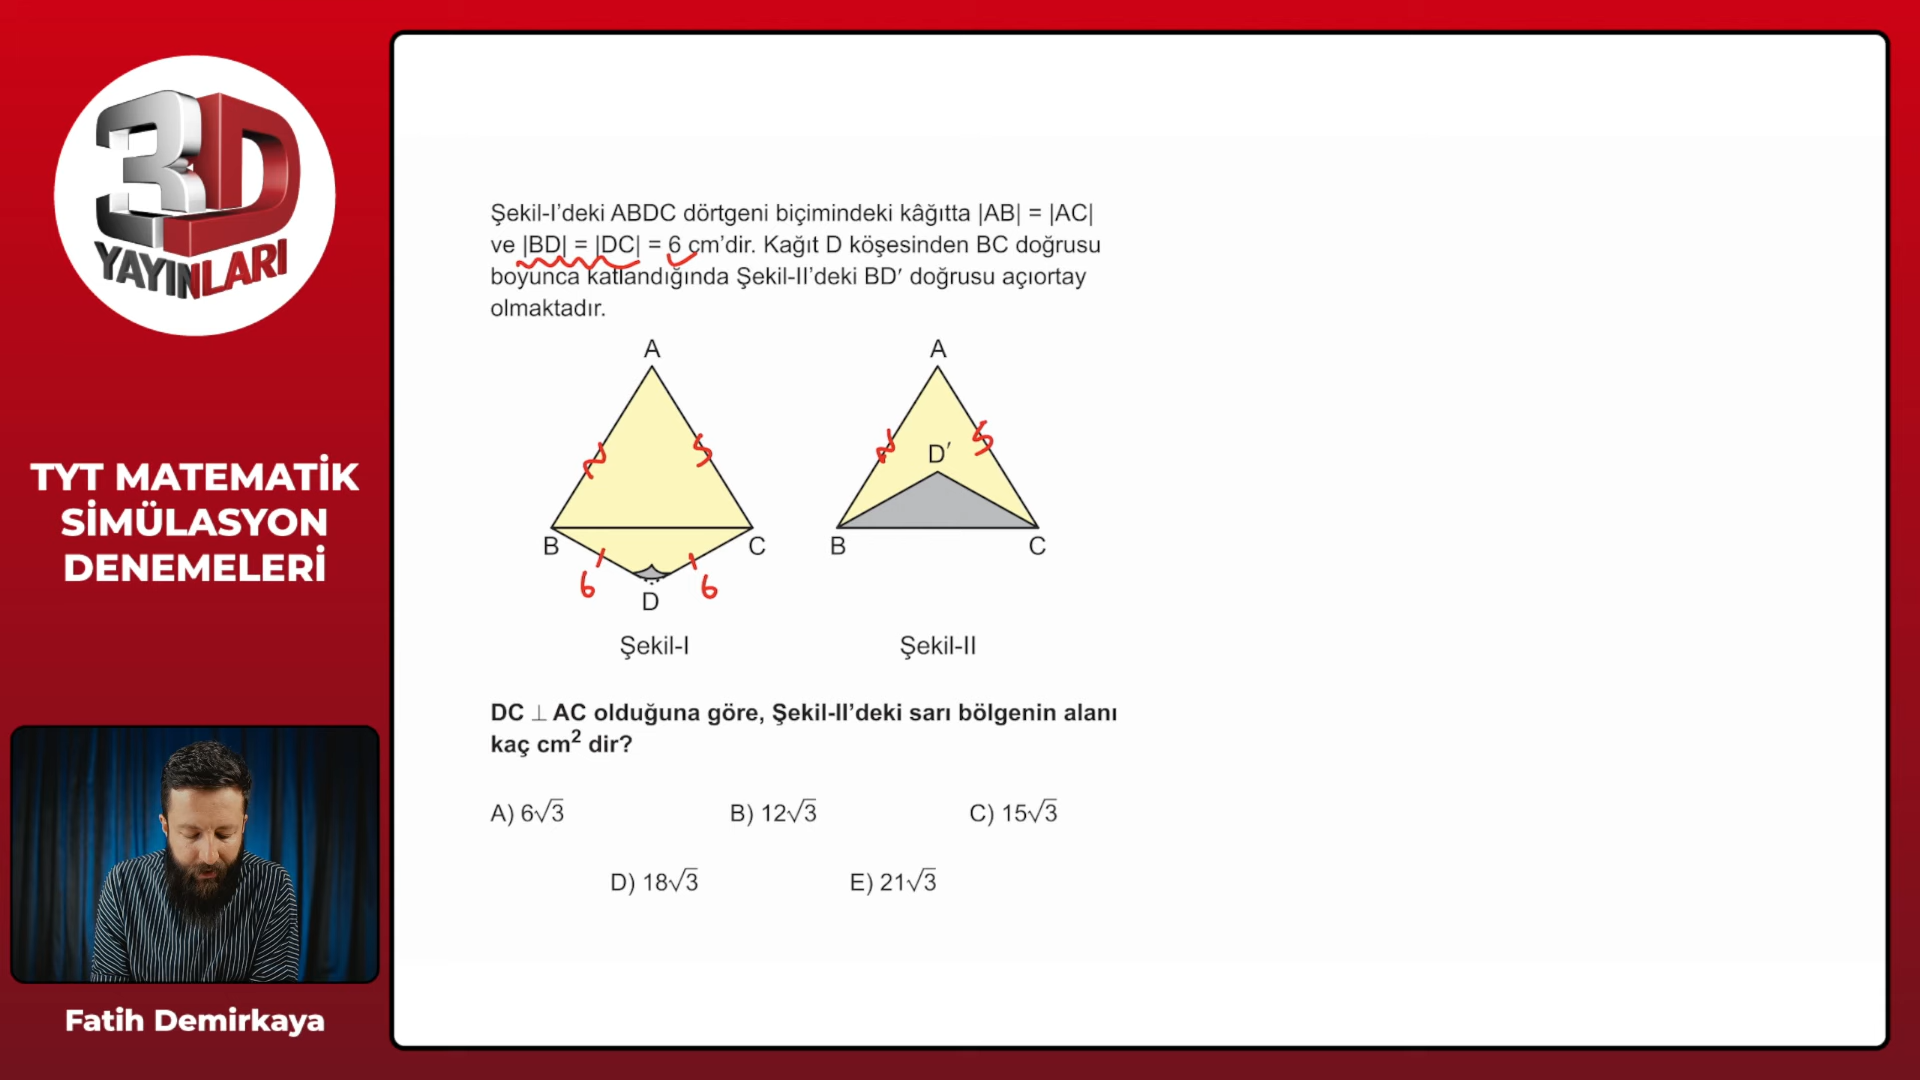 3D
YAYINLARI
TYT MATEMATİK
SİMÜLASYON
DENEMELERİ
Fatih Demirkaya
Şekil-I’deki ABDC dörtgeni biçimindeki kâğıtta |AB| = |AC|
ve |BD| = |DC| = 6 cm’dir. Kağıt D köşesinden BC doğrusu
boyunca katlandığında Şekil-II’deki BD′ doğrusu açıortay
olmaktadır.
A
B
C
D
6
6
Şekil-I
A
D′
B
C
Şekil-II
DC ⊥ AC olduğuna göre, Şekil-II’deki sarı bölgenin alanı
kaç cm² dir?
A) 6√3 B) 12√3 C) 15√3
D) 18√3 E) 21√3